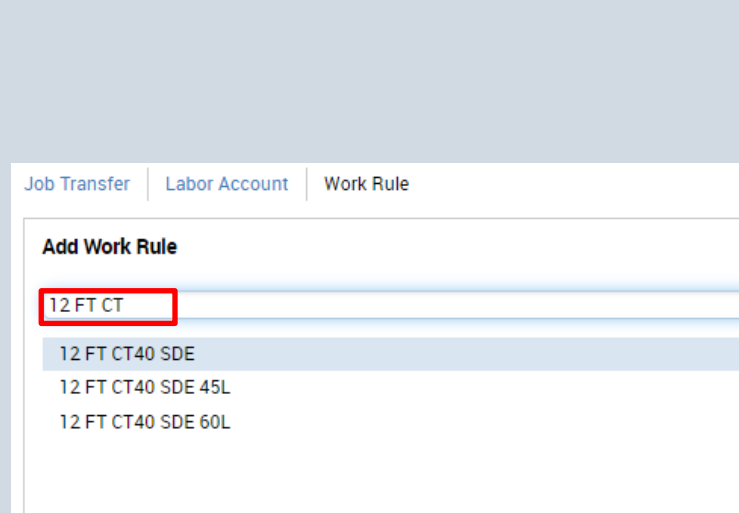 Job Transfer Labor Account Work Rule
Add Work Rule
12 FT CT
12 FT CT40 SDE
12 FT CT40 SDE 45L
12 FT CT40 SDE 60L